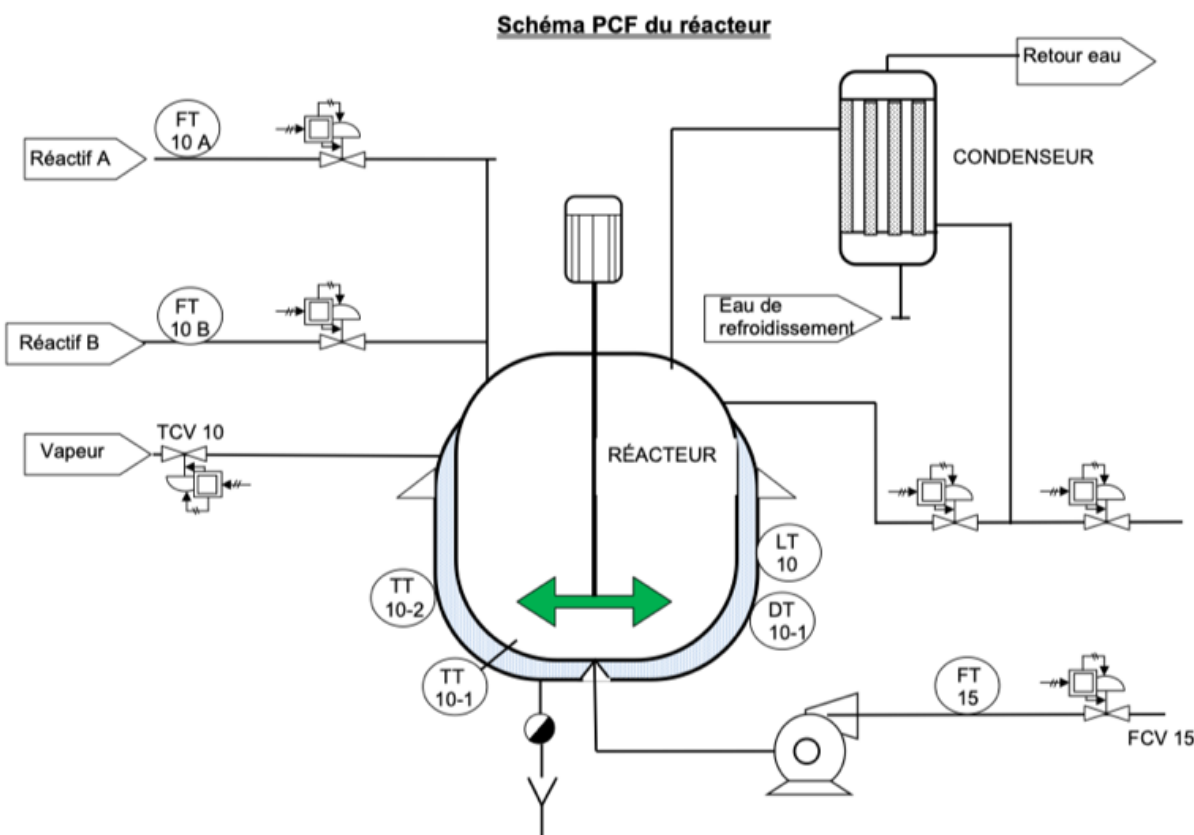 Schéma PCF du réacteur
Retour eau
FT
10 A
Réactif A
CONDENSEUR
FT
10 B
Eau de
refroidissement
Réactif B
TCV 10
Vapeur
RÉACTEUR
LT
10
TT
10-2
DT
10-1
TT
10-1
FT
15
FCV 15